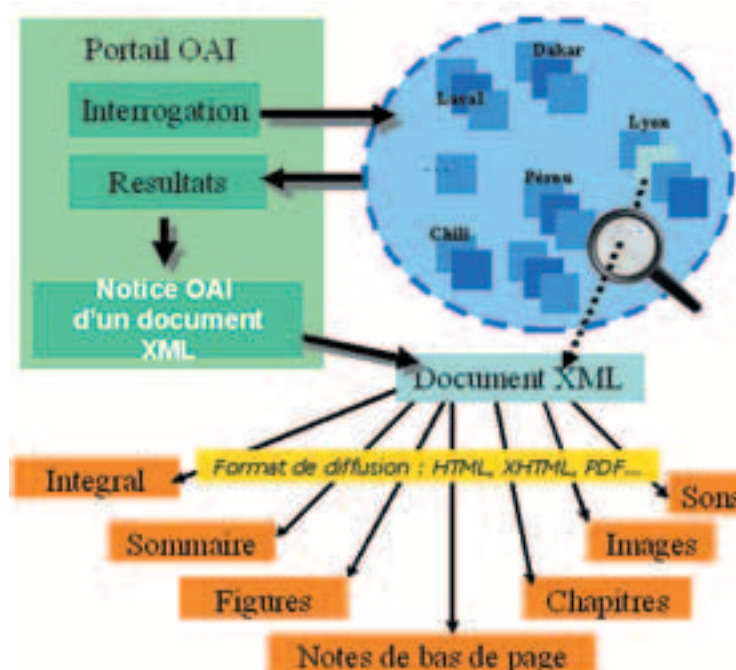 Portail OAI
Interrogation
Resultats
Notice OAI
d'un document
XML
Dakar
Laval
Lyon
.....
Pérou
Chili
Document XML
Format de diffusion : HTML, XHTML, PDF...
Integral
Sons
Sommaire
Images
Figures
Chapitres
Notes de bas de page